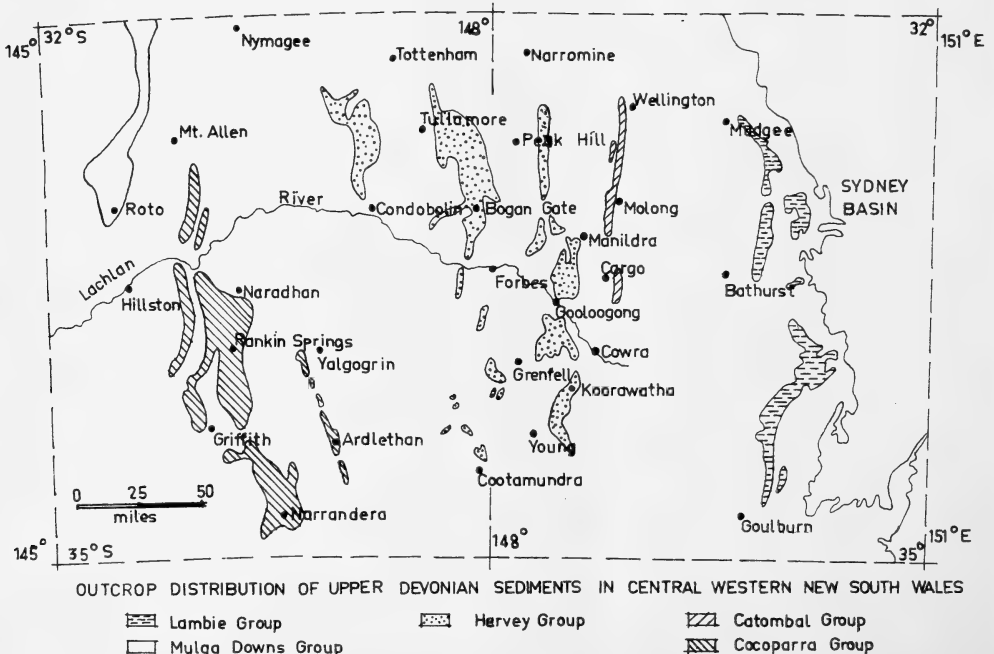 145° 32° S 148° 32° 151° E
Nymagee
Tottenham
Narromine
Wellington
Mt. Allen
Tullamore
Peak Hill
Mudgee
Roto
River
Condobolin
Bogan Gate
Molong
SYDNEY
BASIN
Manildra
Lachlan
Hillston
Naradhan
Forbes
Cargo
Bathurst
Gooloogong
Rankin Springs
Yalgogrin
Cowra
Grenfell
Koorawatha
Griffith
Ardlethan
Young
Cootamundra
0 25 50
miles
Narrandera
Goulburn
145° 35° S 148° 35° 151° E
OUTCROP DISTRIBUTION OF UPPER DEVONIAN SEDIMENTS IN CENTRAL WESTERN NEW SOUTH WALES
Lambie Group Hervey Group Catombal Group
Mulga Downs Group Cocoparra Group